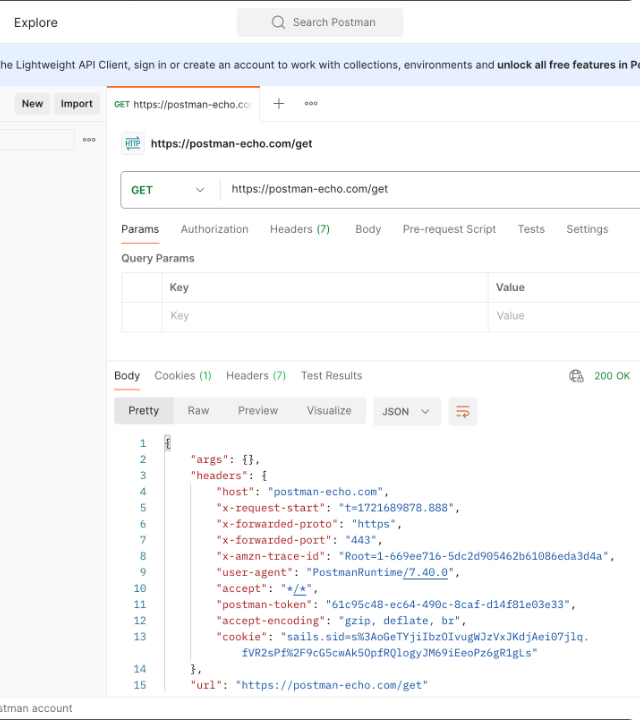 Explore
Search Postman
he Lightweight API Client, sign in or create an account to work with collections, environments and unlock all free features in Po
New Import
GET https://postman-echo.co
HTTP https://postman-echo.com/get
GET https://postman-echo.com/get
Params Authorization Headers (7) Body Pre-request Script Tests Settings
Query Params
Key Value
Key Value
Body Cookies (1) Headers (7) Test Results 200 OK
Pretty Raw Preview Visualize JSON
1 {
2 "args": {},
3 "headers": {
4 "host": "postman-echo.com",
5 "x-request-start": "t=1721689878.888",
6 "x-forwarded-proto": "https",
7 "x-forwarded-port": "443",
8 "x-amzn-trace-id": "Root=1-669ee716-5dc2d905462b61086eda3d4a",
9 "user-agent": "PostmanRuntime/7.40.0",
10 "accept": "*/*",
11 "postman-token": "61c95c48-ec64-490c-8caf-d14f81e03e33",
12 "accept-encoding": "gzip, deflate, br",
13 "cookie": "sails.sid=s%3AoGeTYjiIbzOIvugWJzVxJKdjAei07jlq.
fVR2sPf%2F9cG5cwAk5OpfRQlogyJM69iEeoPz6gR1gLs"
14 },
15 "url": "https://postman-echo.com/get"
stman account